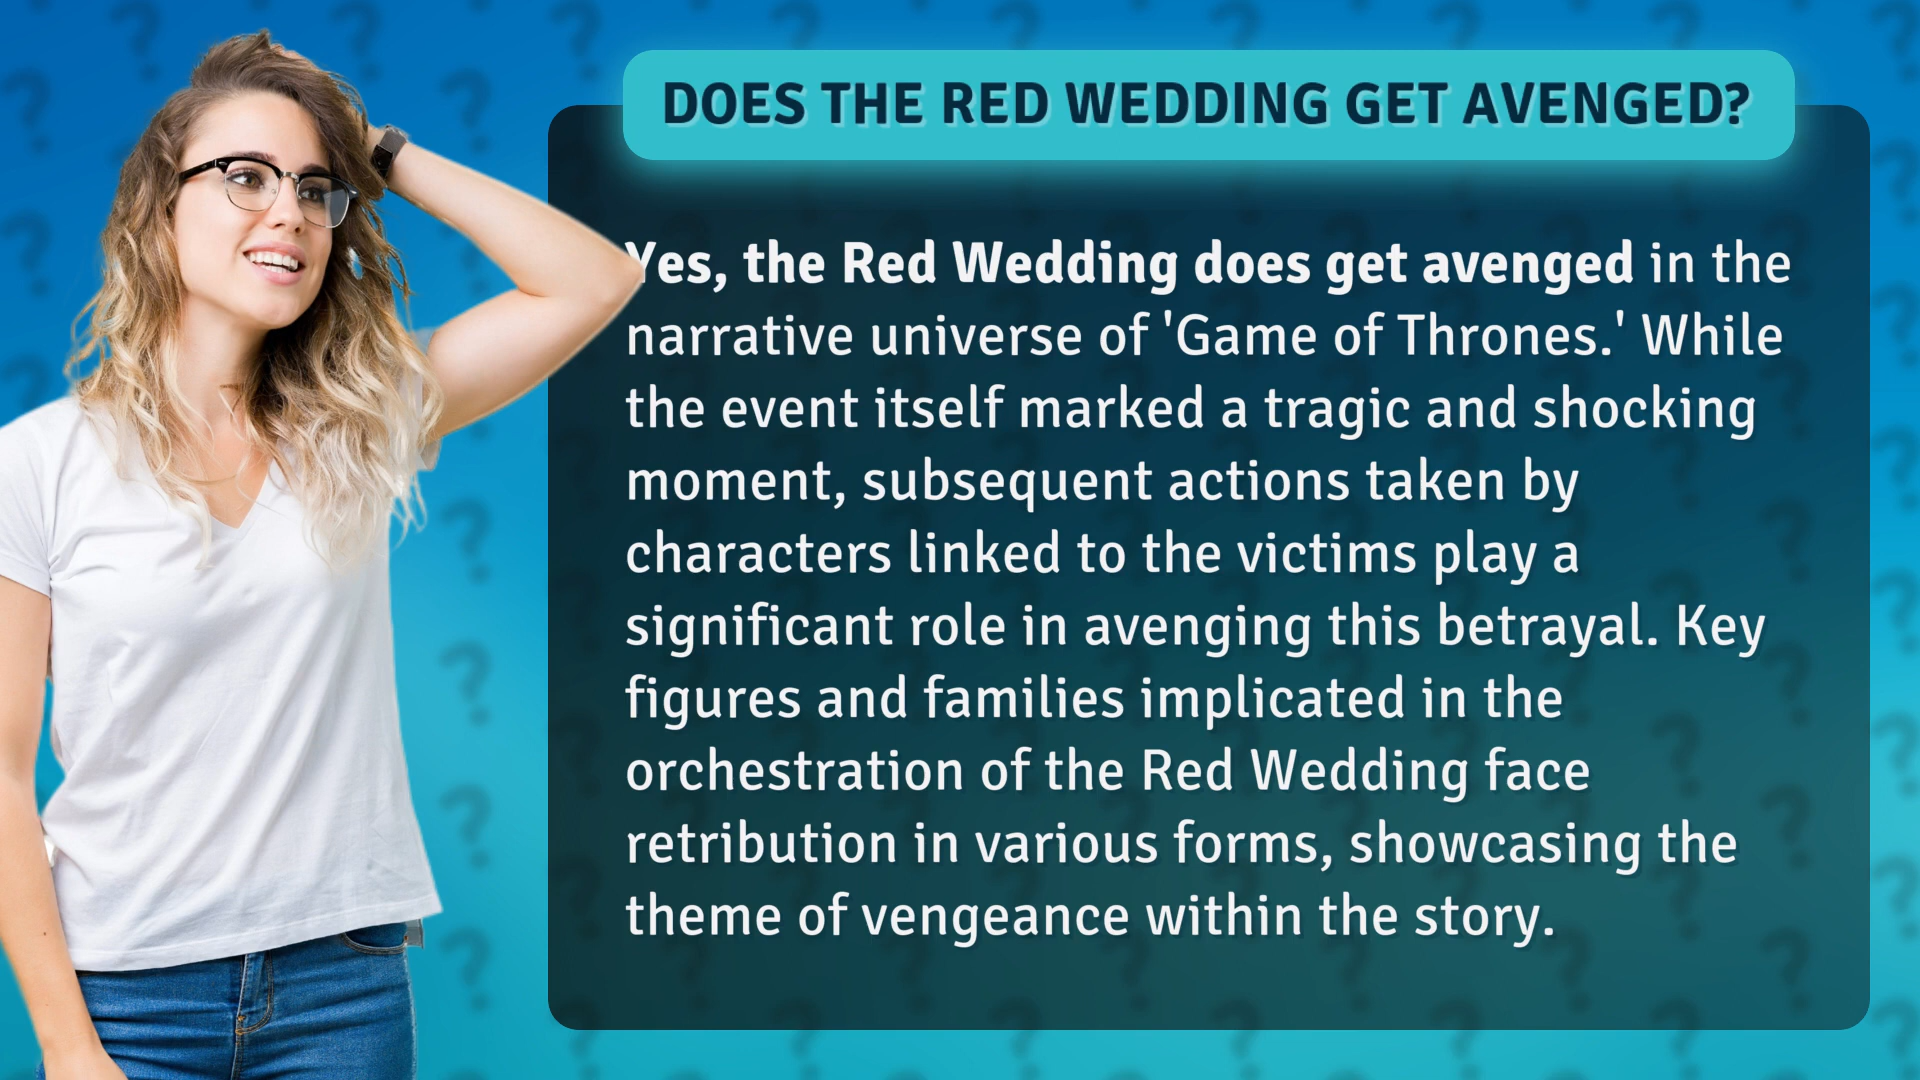 DOES THE RED WEDDING GET AVENGED?
Yes, the Red Wedding does get avenged in the
narrative universe of 'Game of Thrones.' While
the event itself marked a tragic and shocking
moment, subsequent actions taken by
characters linked to the victims play a
significant role in avenging this betrayal. Key
figures and families implicated in the
orchestration of the Red Wedding face
retribution in various forms, showcasing the
theme of vengeance within the story.